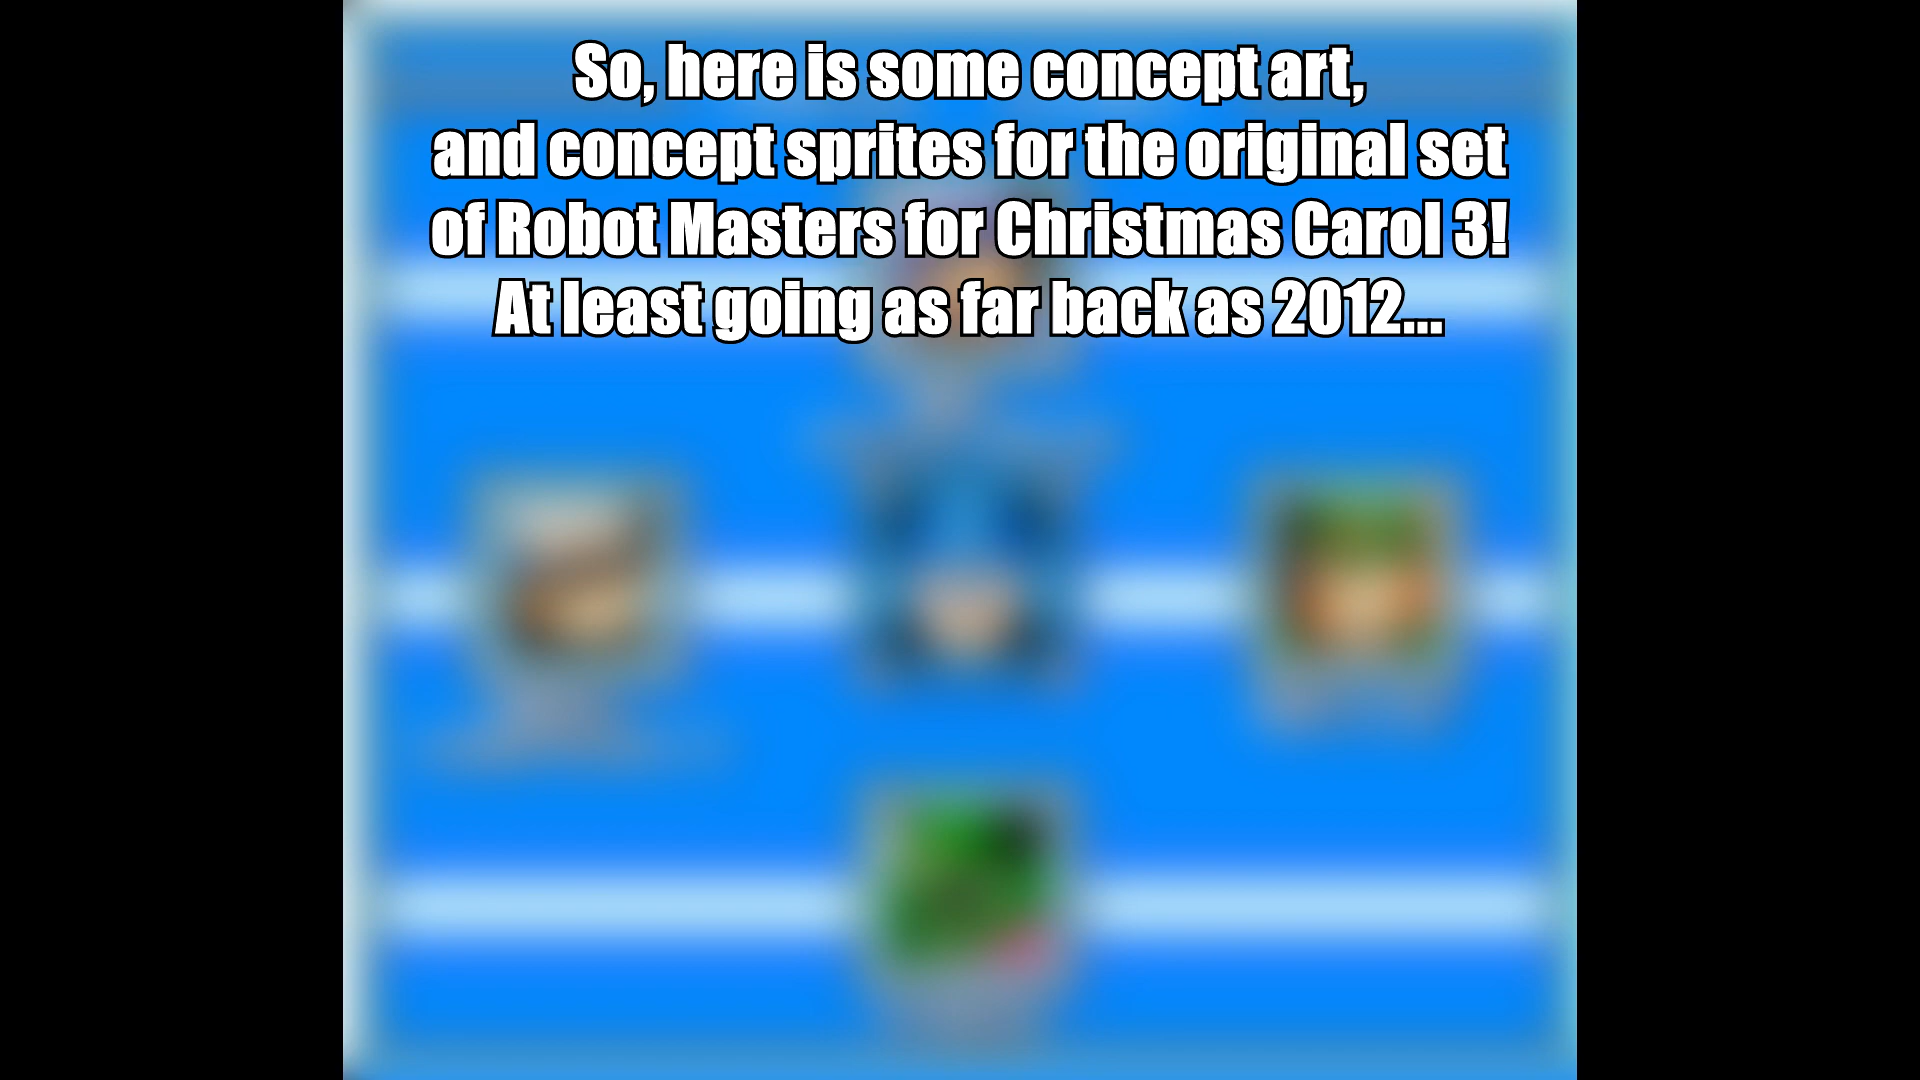 So, here is some concept art,
and concept sprites for the original set
of Robot Masters for Christmas Carol 3!
At least going as far back as 2012...